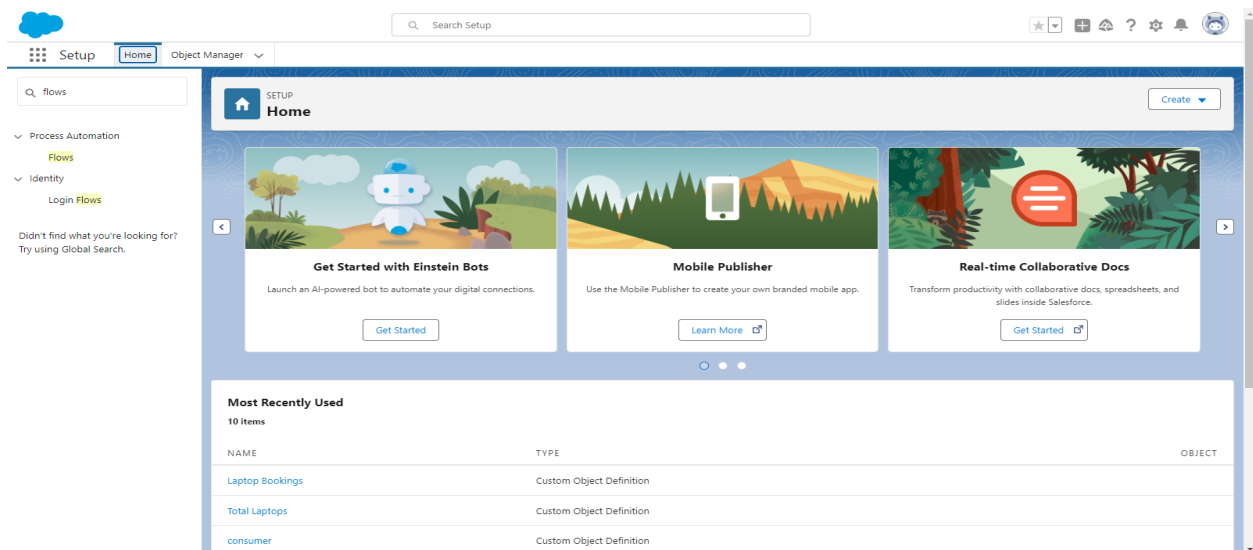 Search Setup
Setup
Home
Object Manager
flows
Process Automation
Flows
Identity
Login Flows
Didn't find what you're looking for?
Try using Global Search.
SETUP
Home
Create
Get Started with Einstein Bots
Launch an AI-powered bot to automate your digital connections.
Get Started
Mobile Publisher
Use the Mobile Publisher to create your own branded mobile app.
Learn More
Real-time Collaborative Docs
Transform productivity with collaborative docs, spreadsheets, and
slides inside Salesforce.
Get Started
Most Recently Used
10 items
NAME TYPE OBJECT
Laptop Bookings Custom Object Definition
Total Laptops Custom Object Definition
consumer Custom Object Definition